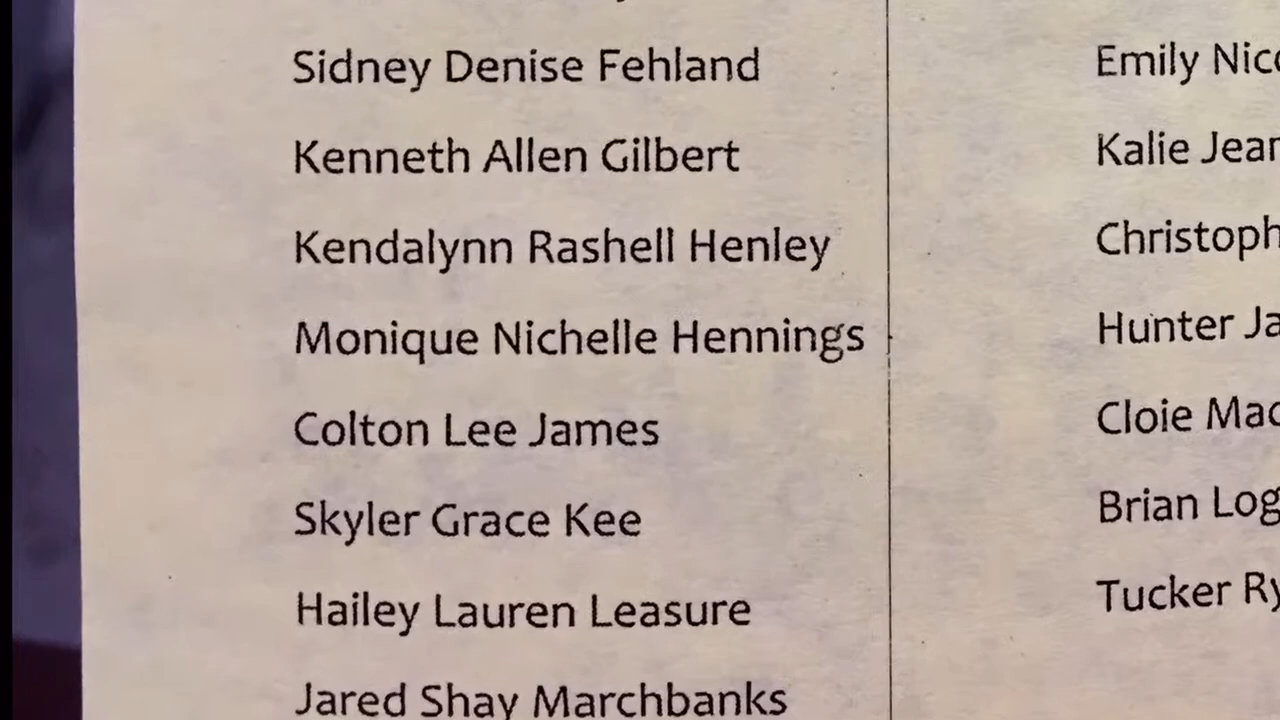 Sidney Denise Fehland
Kenneth Allen Gilbert
Kendalynn Rashell Henley
Monique Nichelle Hennings
Colton Lee James
Skyler Grace Kee
Hailey Lauren Leasure
Jared Shay Marchbanks
Emily
Kalie
Hunter
Cloie
Brian
Tucker